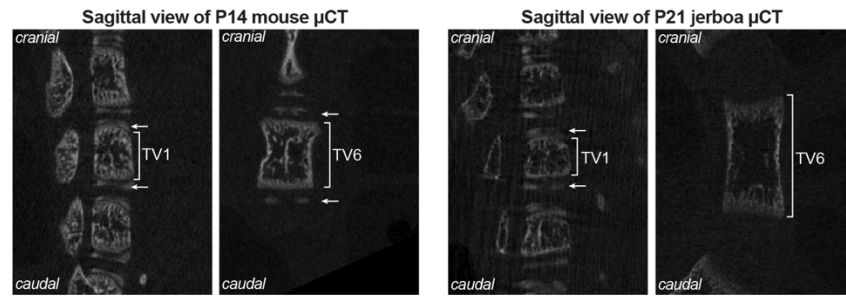 Sagittal view of P14 mouse µCT
cranial
TV1
caudal
cranial
TV6
caudal
Sagittal view of P21 jerboa µCT
cranial
TV1
caudal
cranial
TV6
caudal